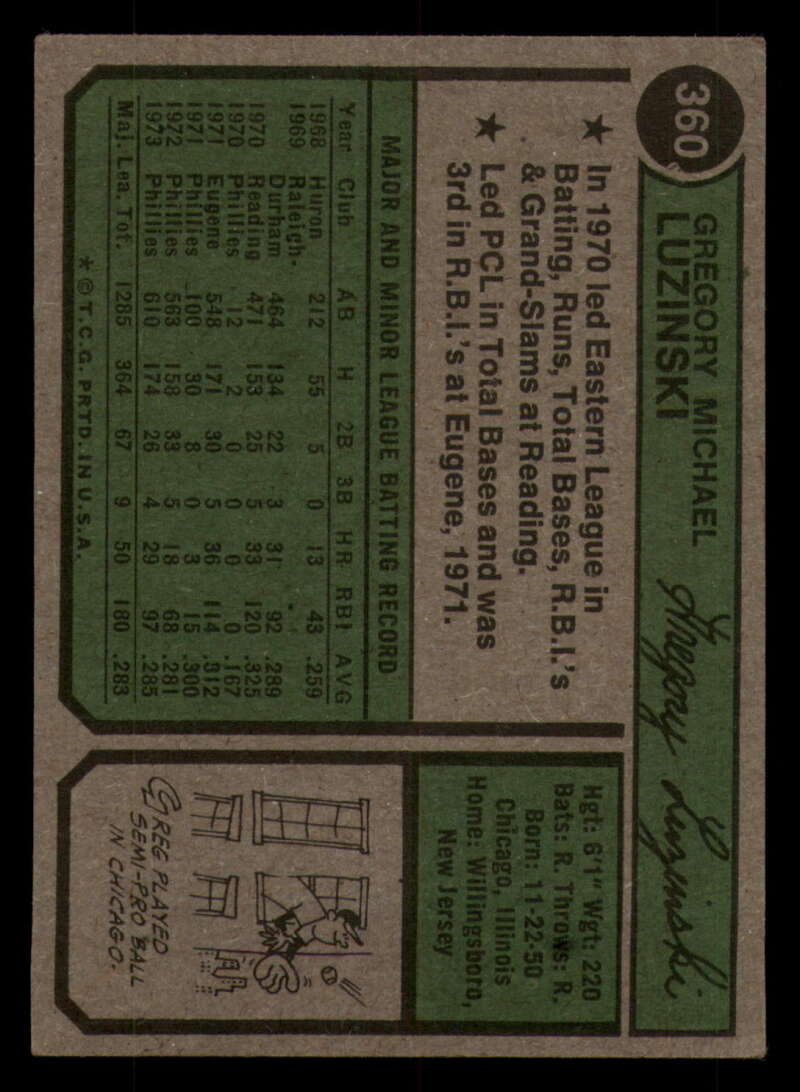 360
GREGORY MICHAEL
LUZINSKI
Gregory Luzinski
★ In 1970 led Eastern League in
Batting, Runs, Total Bases, R.B.I.'s
& Grand-Slams at Reading.
★ Led PCL in Total Bases and was
3rd in R.B.I.'s at Eugene, 1971.
Hgt: 6'1" Wgt: 220
Bats: R. Throws: R.
Born: 11-22-50
Chicago, Illinois
Home: Willingsboro,
New Jersey
MAJOR AND MINOR LEAGUE BATTING RECORD
Year Club AB H 2B 3B HR RBI AVG
1968 Huron 212 55 5 0 13 43 .259
1969 Raleigh-
Durham 464 134 22 3 31 92 .289
1970 Reading 471 153 25 5 33 120 .325
1970 Phillies 12 2 0 0 0 0 .167
1971 Eugene 548 171 30 5 36 114 .312
1971 Phillies 100 30 8 0 3 15 .300
1972 Phillies 563 158 33 5 18 68 .281
1973 Phillies 610 174 26 4 29 97 .285
Maj. Lea. Tot. 1285 364 67 9 50 180 .283
* © T.C.G. PRTD. IN U.S.A.
GREG PLAYED
SEMI-PRO BALL
IN CHICAGO.